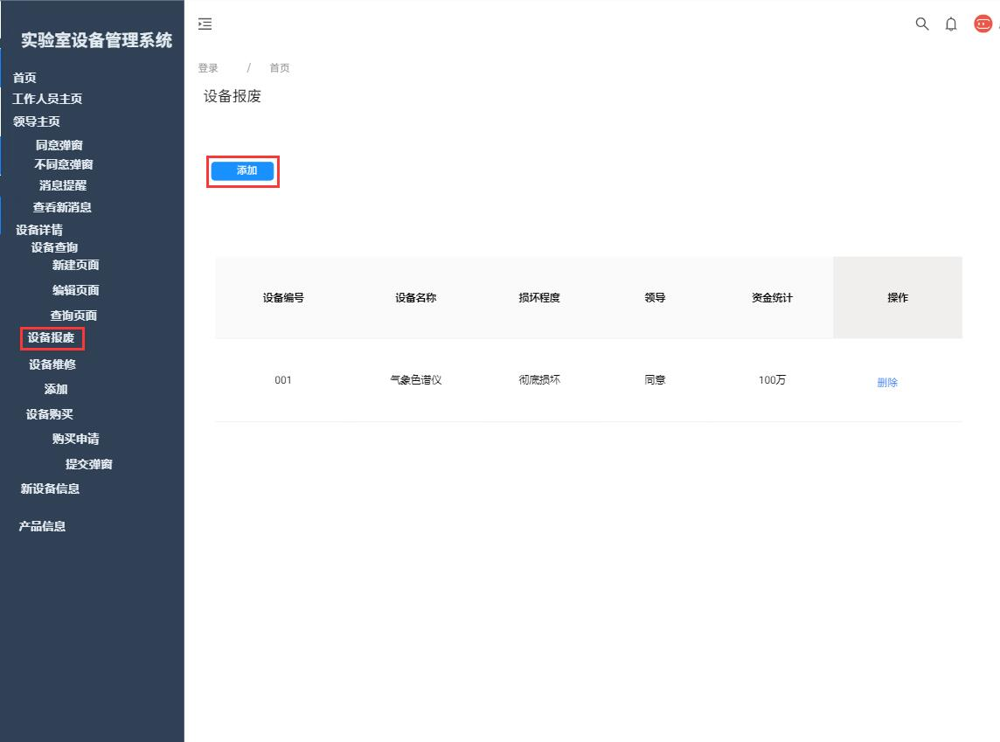 实验室设备管理系统
首页
工作人员主页
领导主页
同意弹窗
不同意弹窗
消息提醒
查看新消息
设备详情
设备查询
新建页面
编辑页面
查询页面
设备报废
设备维修
添加
设备购买
购买申请
提交弹窗
新设备信息
产品信息
登录 / 首页
设备报废
添加
设备编号 设备名称 损坏程度 领导 资金统计 操作
001 气象色谱仪 彻底损坏 同意 100万 删除